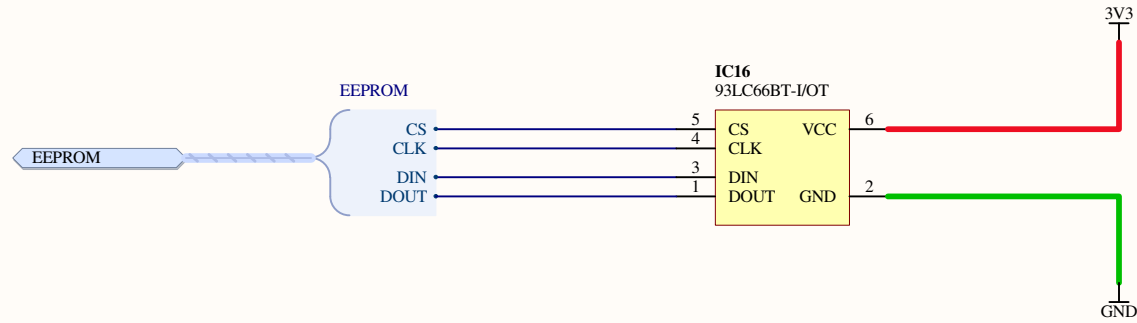 3V3
IC16
93LC66BT-I/OT
EEPROM
EEPROM
CS
CLK
DIN
DOUT
5
4
3
1
CS
CLK
DIN
DOUT
VCC
GND
6
2
GND